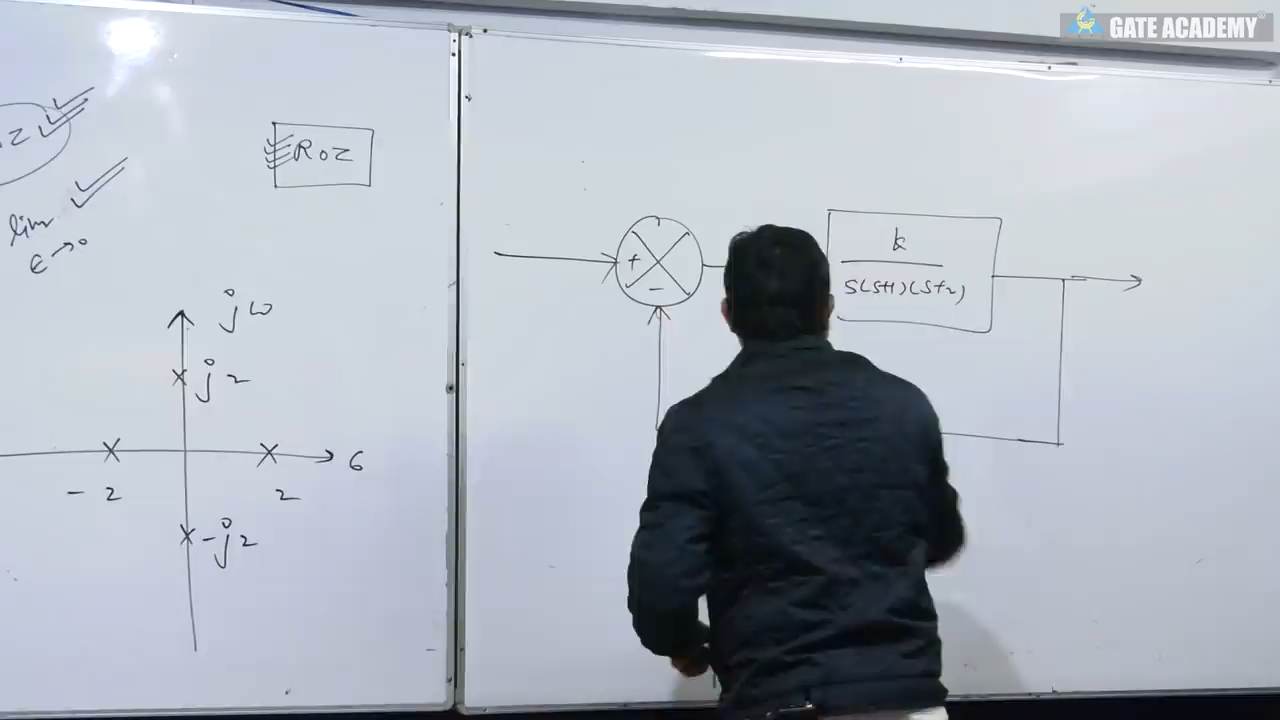 GATE ACADEMY
Z
lim
ε→0
ROZ
jω
j2
σ
-2
2
-j2
+
-
k
S(S+1)(S+2)